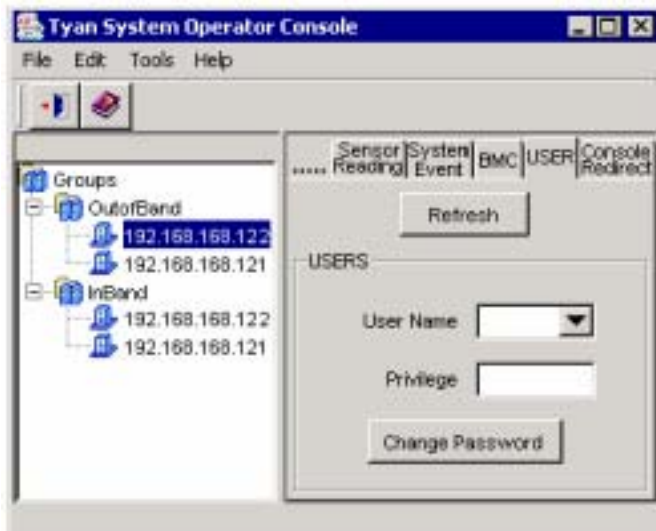 Tyan System Operator Console
File Edit Tools Help
Groups
OutofBand
192.168.168.122
192.168.168.121
InBand
192.168.168.122
192.168.168.121
..... Sensor Reading System Event BMC USER Console Redirect
Refresh
USERS
User Name
Privilege
Change Password